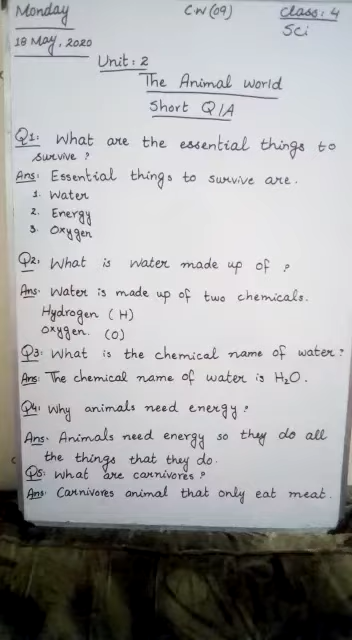 Monday CW (09) Class: 4
18 May, 2020 Sci
Unit: 2
The Animal world
Short Q/A
Q1: What are the essential things to
survive?
Ans: Essential things to survive are.
1. Water
2. Energy
3. Oxygen
Q2: What is water made up of?
Ans: Water is made up of two chemicals.
Hydrogen (H)
Oxygen. (O)
Q3: What is the chemical name of water?
Ans: The chemical name of water is H₂O.
Q4: Why animals need energy?
Ans: Animals need energy so they do all
the things that they do.
Q5: What are carnivores?
Ans: Carnivores animal that only eat meat.